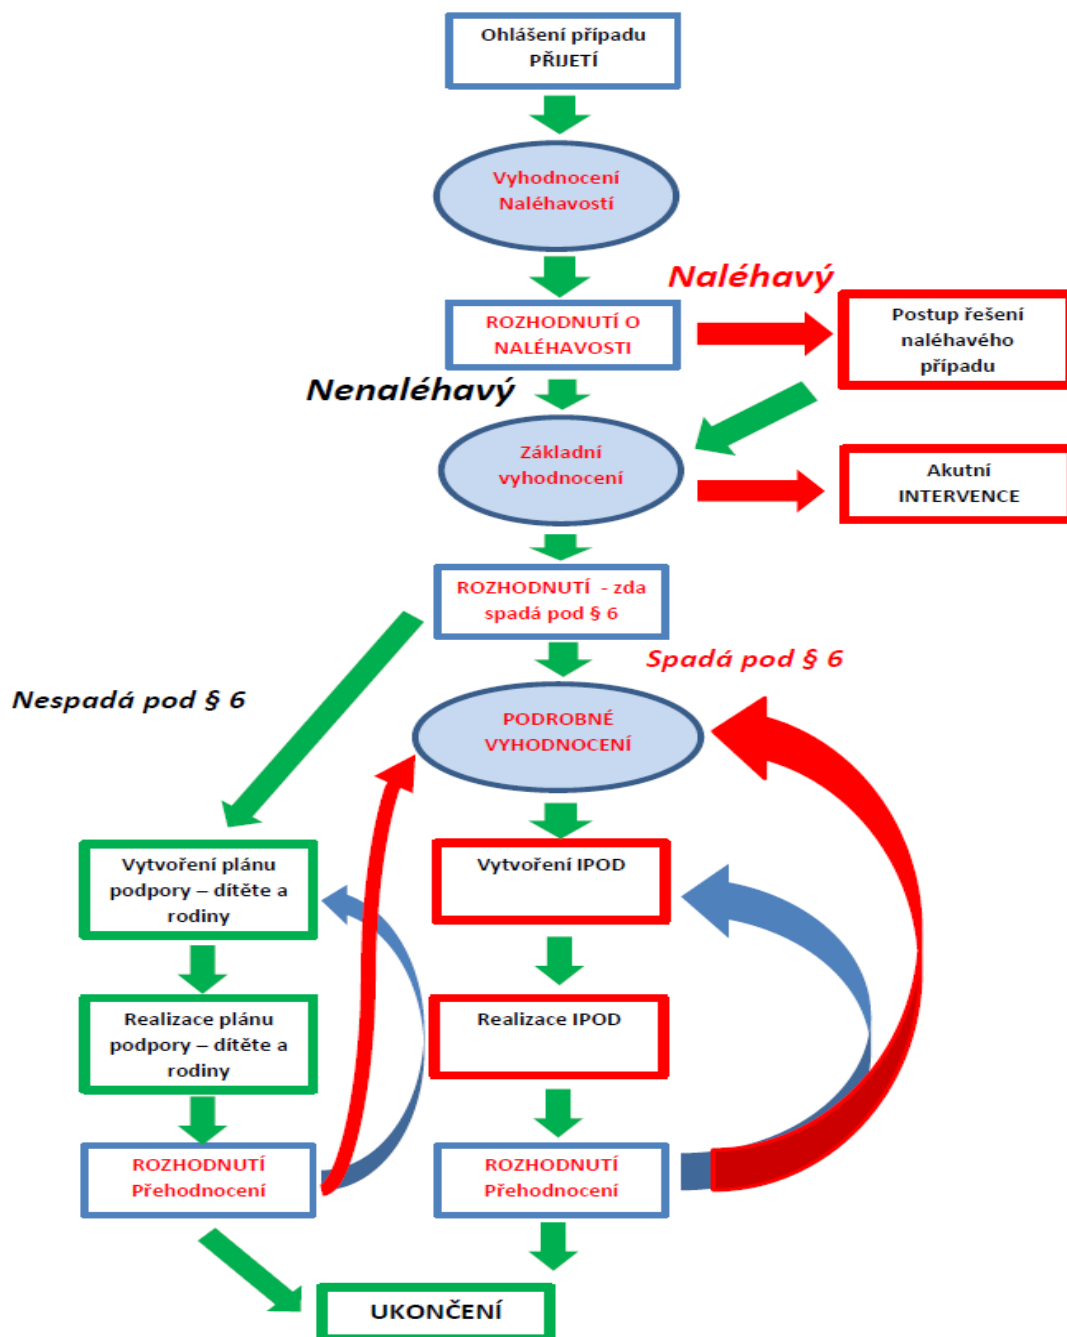 Ohlášení případu
PŘIJETÍ
Vyhodnocení
Naléhavostí
Naléhavý
ROZHODNUTÍ O
NALÉHAVOSTI
Postup řešení
naléhavého
případu
Nenaléhavý
Základní
vyhodnocení
Akutní
INTERVENCE
ROZHODNUTÍ - zda
spadá pod § 6
Spadá pod § 6
Nespadá pod § 6
PODROBNÉ
VYHODNOCENÍ
Vytvoření plánu
podpory – dítěte a
rodiny
Vytvoření IPOD
Realizace plánu
podpory – dítěte a
rodiny
Realizace IPOD
ROZHODNUTÍ
Přehodnocení
ROZHODNUTÍ
Přehodnocení
UKONČENÍ